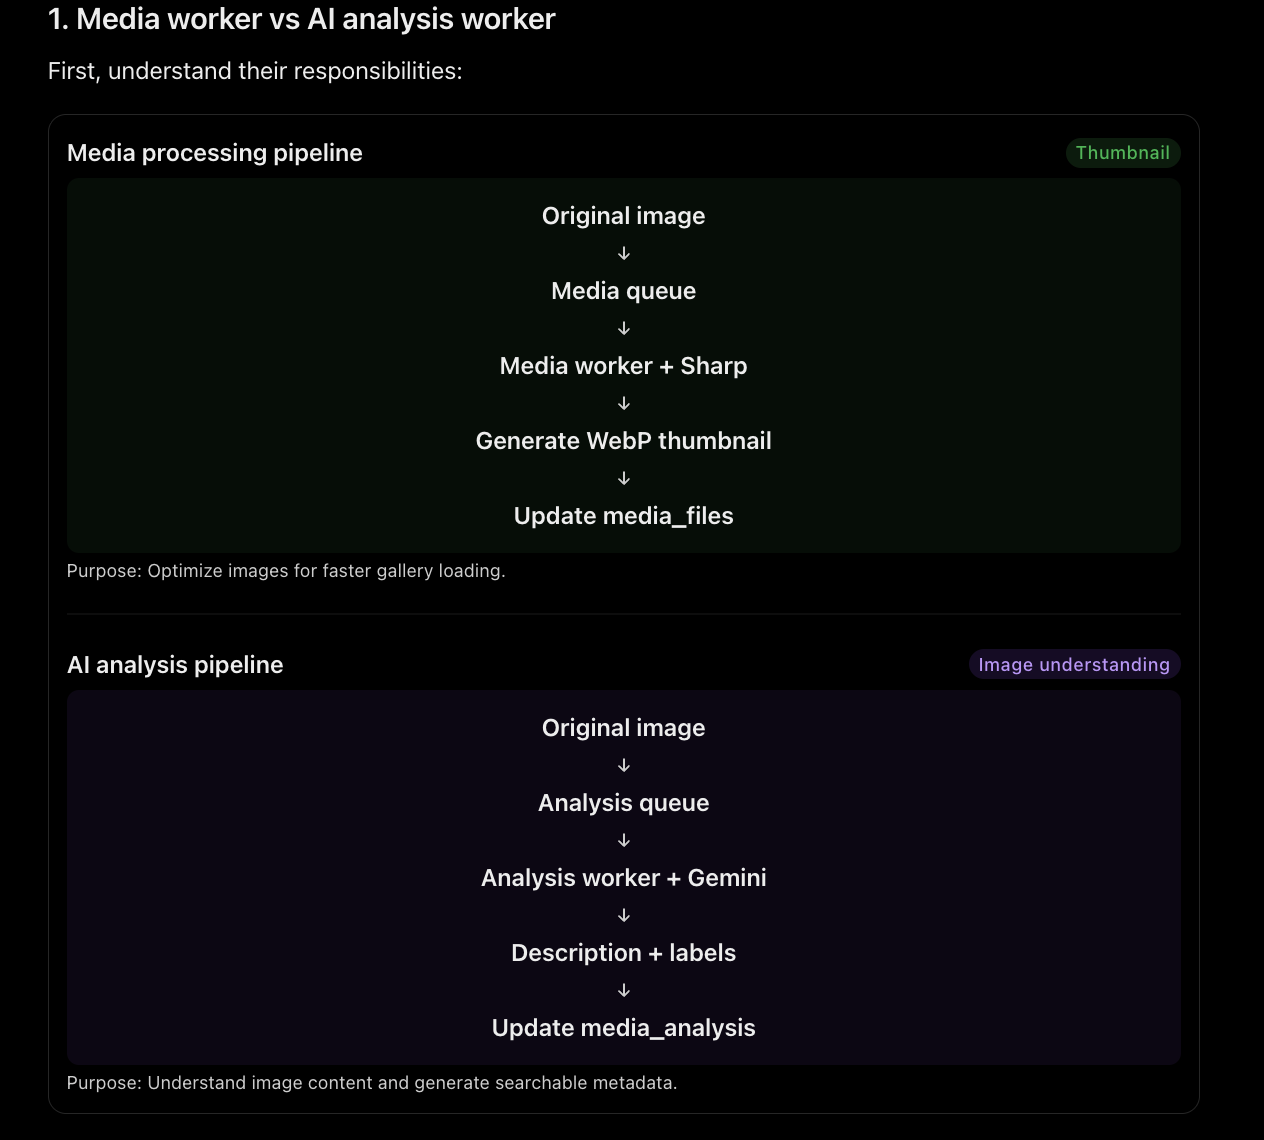 1. Media worker vs AI analysis worker
First, understand their responsibilities:
Media processing pipeline
Thumbnail
Original image
↓
Media queue
↓
Media worker + Sharp
↓
Generate WebP thumbnail
↓
Update media_files
Purpose: Optimize images for faster gallery loading.
AI analysis pipeline
Image understanding
Original image
↓
Analysis queue
↓
Analysis worker + Gemini
↓
Description + labels
↓
Update media_analysis
Purpose: Understand image content and generate searchable metadata.